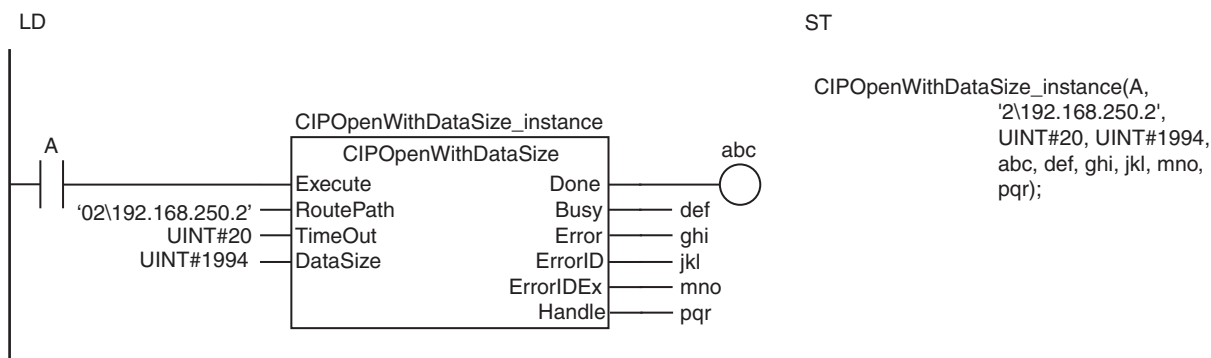 LD
ST
CIPOpenWithDataSize_instance(A,
'2\192.168.250.2',
UINT#20, UINT#1994,
abc, def, ghi, jkl, mno,
pqr);
CIPOpenWithDataSize_instance
A
CIPOpenWithDataSize
abc
Execute Done
‘02\192.168.250.2’ RoutePath Busy def
UINT#20 TimeOut Error ghi
UINT#1994 DataSize ErrorID jkl
ErrorIDEx mno
Handle pqr